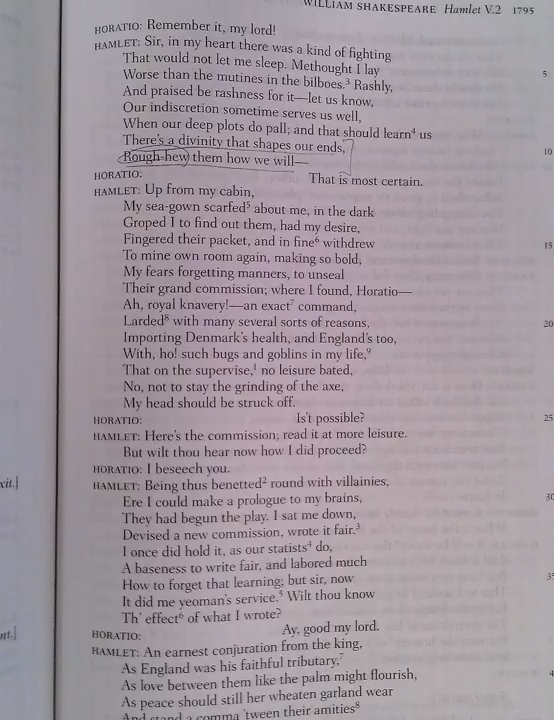 WILLIAM SHAKESPEARE Hamlet V.2 1795
HORATIO: Remember it, my lord!
HAMLET: Sir, in my heart there was a kind of fighting
That would not let me sleep. Methought I lay
Worse than the mutines in the bilboes.³ Rashly, 5
And praised be rashness for it—let us know,
Our indiscretion sometime serves us well,
When our deep plots do pall; and that should learn⁴ us
There's a divinity that shapes our ends,
Rough-hew them how we will— 10
HORATIO: That is most certain.
HAMLET: Up from my cabin,
My sea-gown scarfed⁵ about me, in the dark
Groped I to find out them, had my desire,
Fingered their packet, and in fine⁶ withdrew 15
To mine own room again, making so bold,
My fears forgetting manners, to unseal
Their grand commission; where I found, Horatio—
Ah, royal knavery!—an exact⁷ command,
Larded⁸ with many several sorts of reasons, 20
Importing Denmark's health, and England's too,
With, ho! such bugs and goblins in my life,⁹
That on the supervise,¹ no leisure bated,
No, not to stay the grinding of the axe,
My head should be struck off.
HORATIO: Is't possible? 25
HAMLET: Here's the commission; read it at more leisure.
But wilt thou hear now how I did proceed?
HORATIO: I beseech you.
HAMLET: Being thus benetted² round with villainies,
Ere I could make a prologue to my brains, 30
They had begun the play. I sat me down,
Devised a new commission, wrote it fair.³
I once did hold it, as our statists⁴ do,
A baseness to write fair, and labored much
How to forget that learning; but sir, now 35
It did me yeoman's service.⁵ Wilt thou know
Th' effect⁶ of what I wrote?
HORATIO: Ay, good my lord.
HAMLET: An earnest conjuration from the king,
As England was his faithful tributary,⁷
As love between them like the palm might flourish,
As peace should still her wheaten garland wear
And stand a comma 'tween their amities⁸
xit.]
nt.]